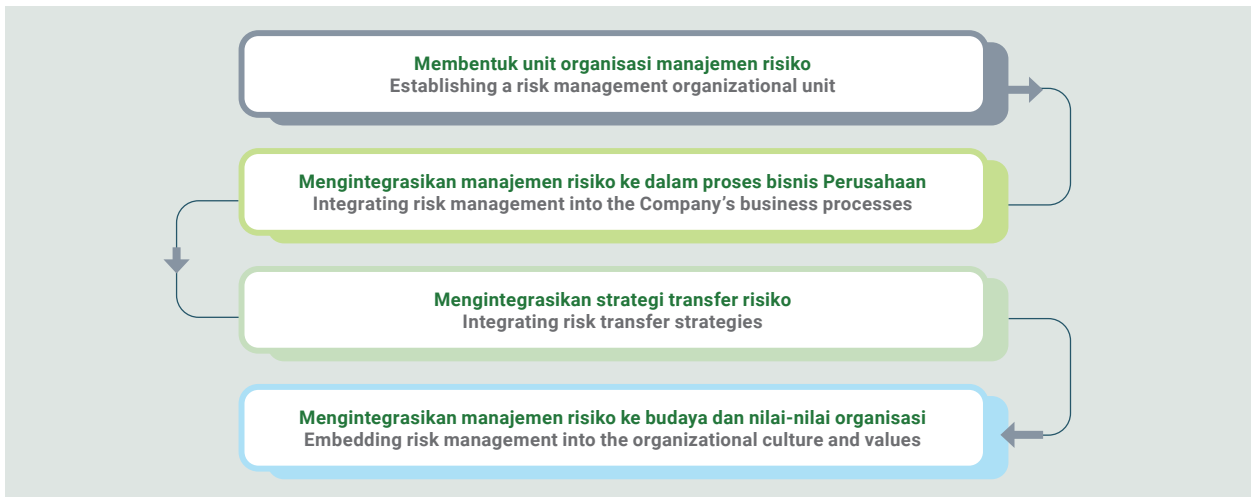 Membentuk unit organisasi manajemen risiko
Establishing a risk management organizational unit
Mengintegrasikan manajemen risiko ke dalam proses bisnis Perusahaan
Integrating risk management into the Company’s business processes
Mengintegrasikan strategi transfer risiko
Integrating risk transfer strategies
Mengintegrasikan manajemen risiko ke budaya dan nilai-nilai organisasi
Embedding risk management into the organizational culture and values